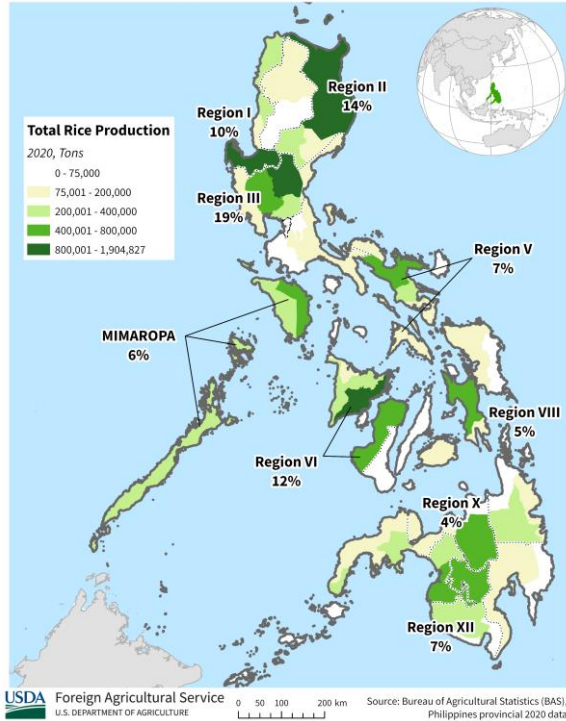 Region II
14%
Region I
10%
Total Rice Production
2020, Tons
0 - 75,000
75,001 - 200,000
200,001 - 400,000
400,001 - 800,000
800,001 - 1,904,827
Region III
19%
Region V
7%
MIMAROPA
6%
Region VIII
5%
Region VI
12%
Region X
4%
Region XII
7%
USDA Foreign Agricultural Service
U.S. DEPARTMENT OF AGRICULTURE
0 50 100 200 km
Source: Bureau of Agricultural Statistics (BAS),
Philippines provincial 2020 data